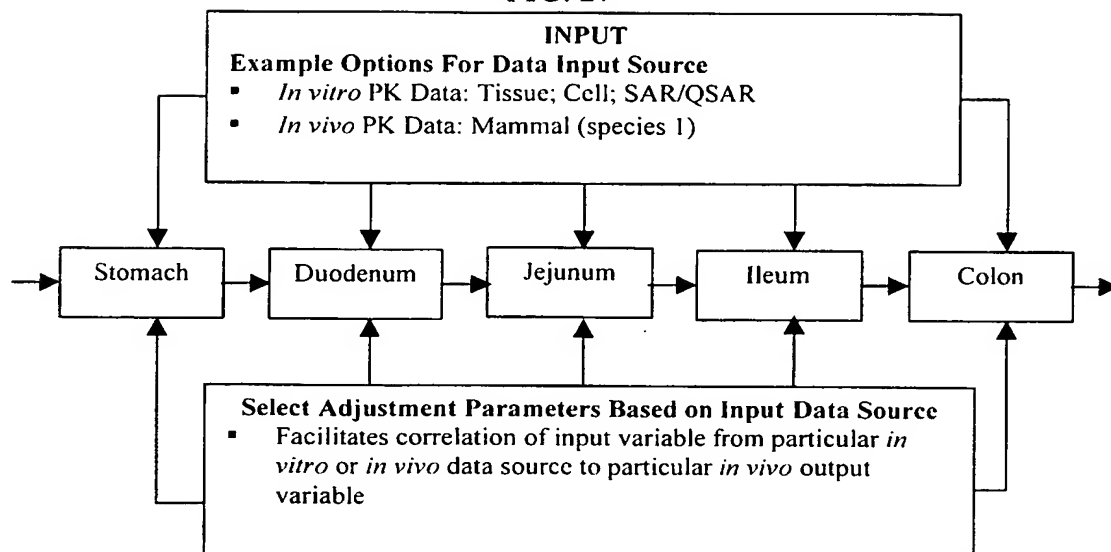 INPUT
Example Options For Data Input Source
▪ In vitro PK Data: Tissue; Cell; SAR/QSAR
▪ In vivo PK Data: Mammal (species 1)
Stomach
Duodenum
Jejunum
Ileum
Colon
Select Adjustment Parameters Based on Input Data Source
▪ Facilitates correlation of input variable from particular in
vitro or in vivo data source to particular in vivo output
variable